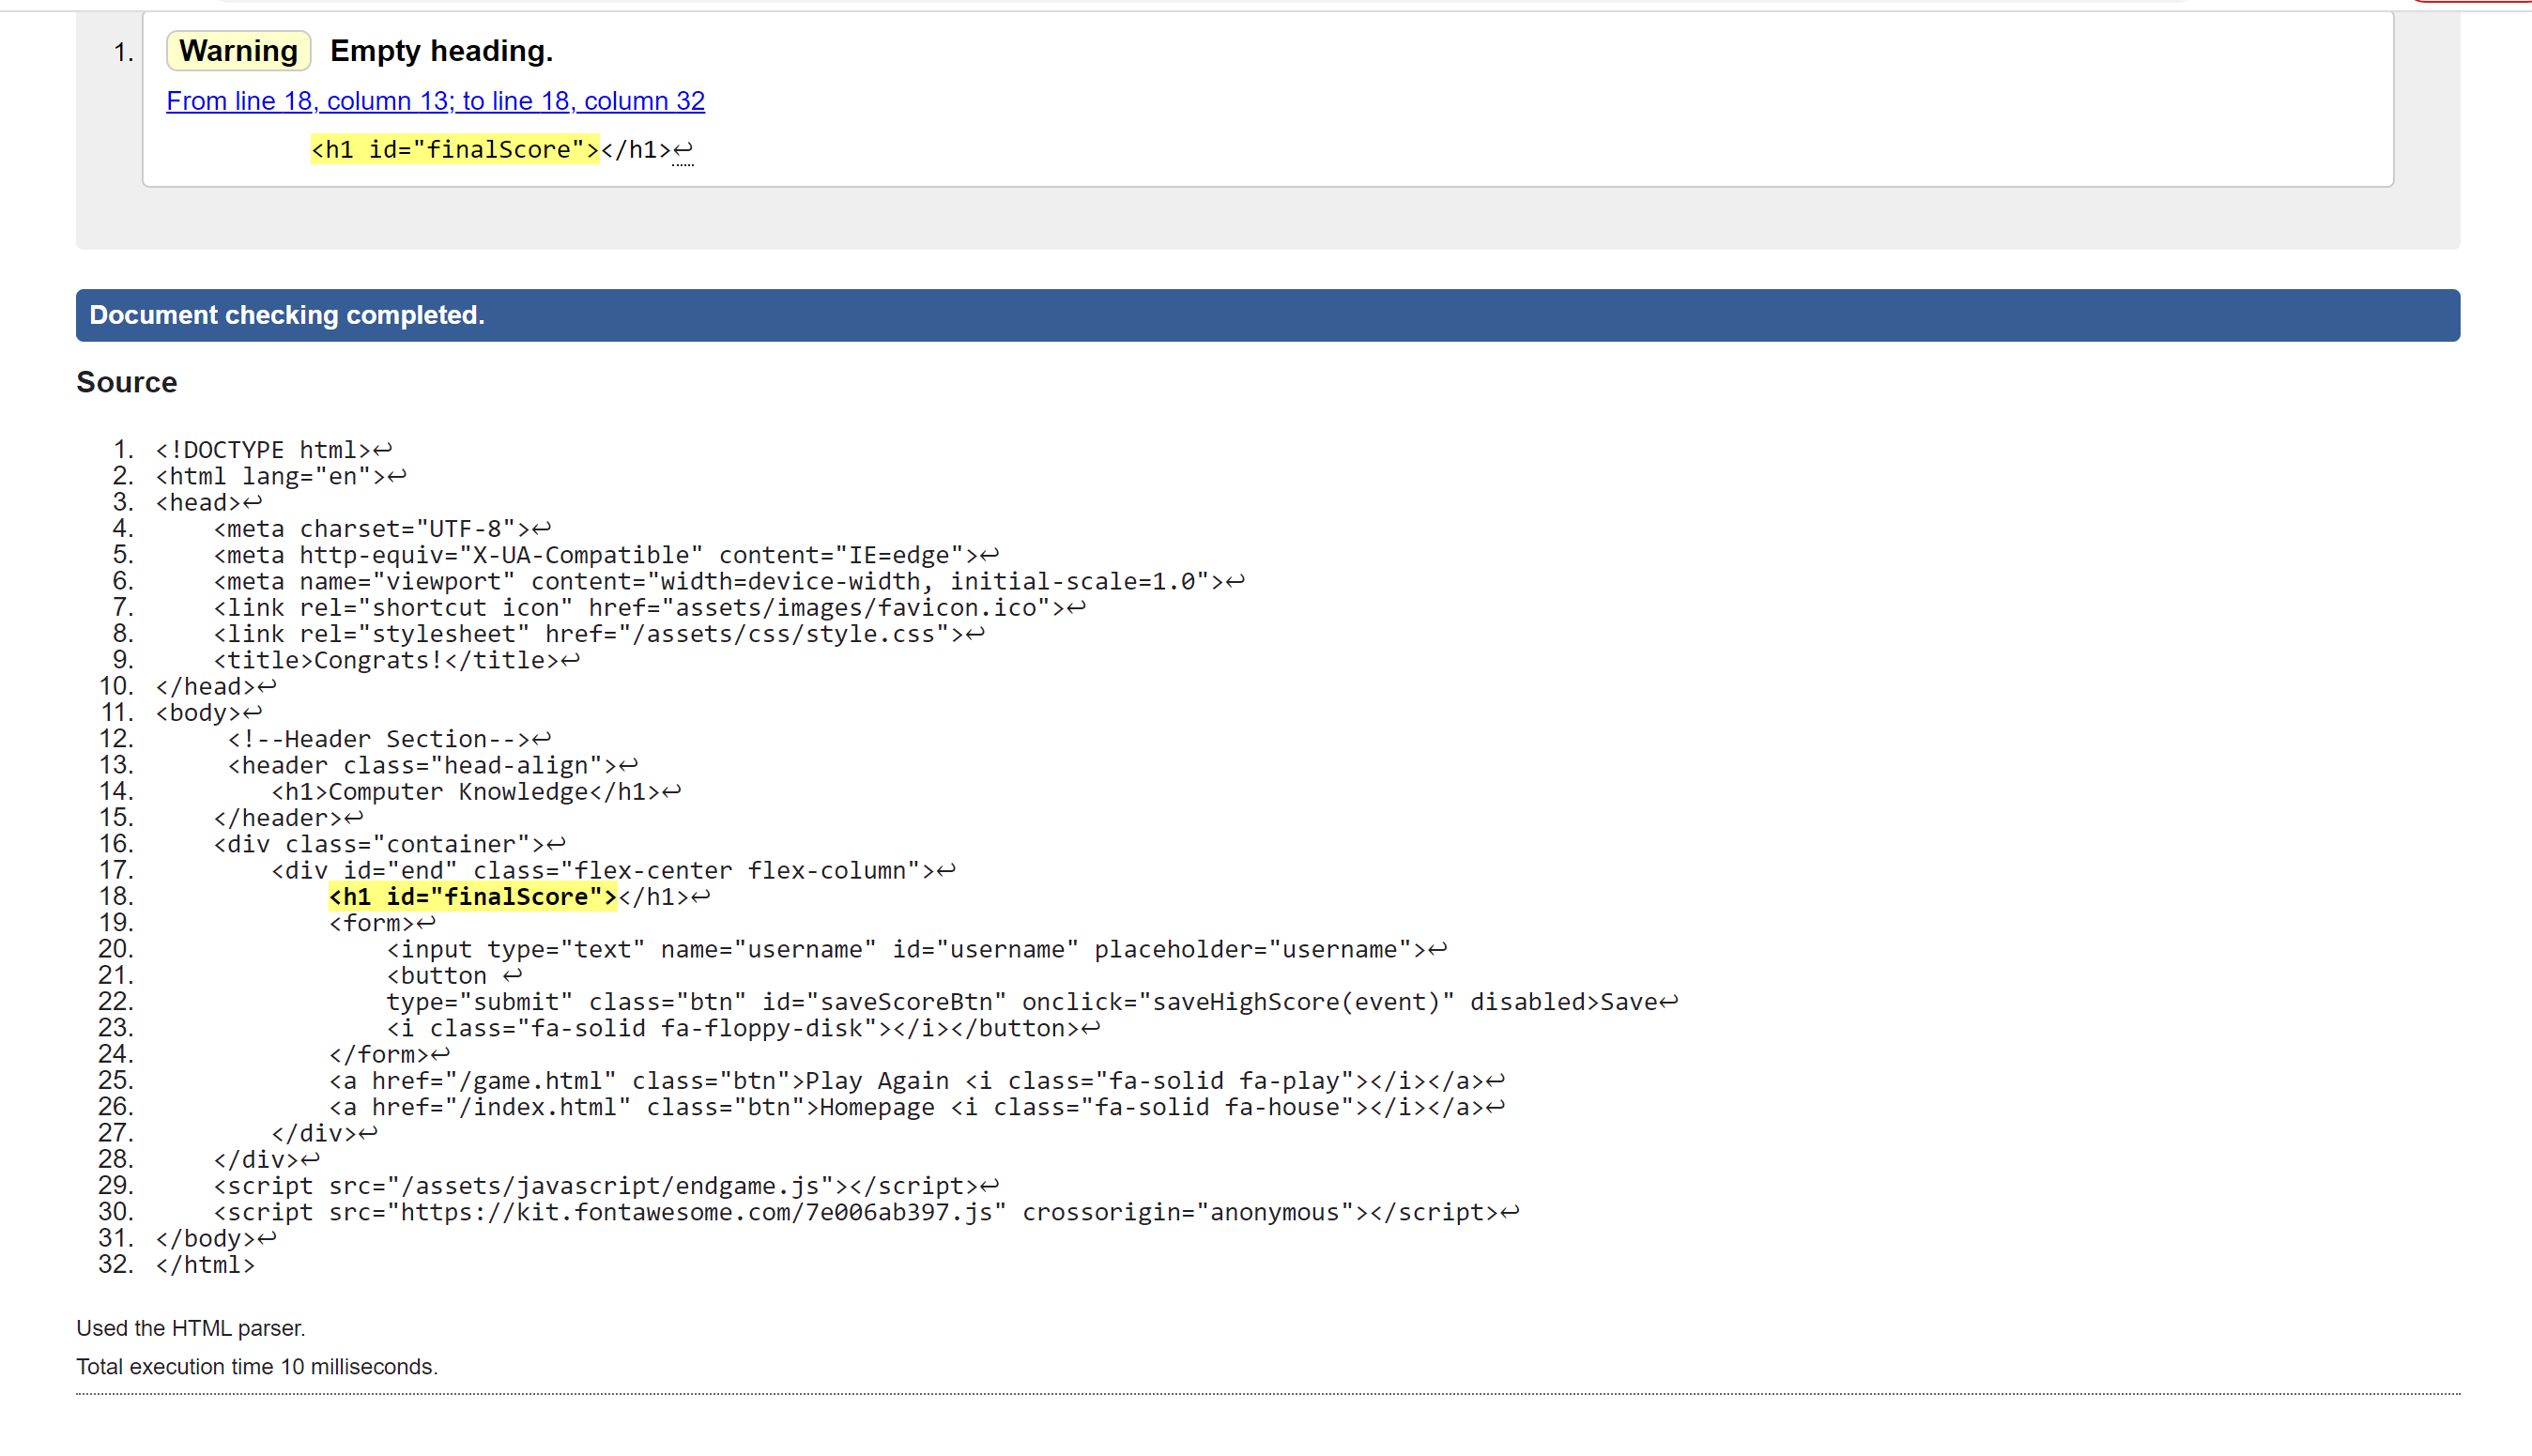 1. Warning Empty heading.
From line 18, column 13; to line 18, column 32
<h1 id="finalScore"></h1>↩
Document checking completed.
Source
1. <!DOCTYPE html>↩
2. <html lang="en">↩
3. <head>↩
4.     <meta charset="UTF-8">↩
5.     <meta http-equiv="X-UA-Compatible" content="IE=edge">↩
6.     <meta name="viewport" content="width=device-width, initial-scale=1.0">↩
7.     <link rel="shortcut icon" href="assets/images/favicon.ico">↩
8.     <link rel="stylesheet" href="/assets/css/style.css">↩
9.     <title>Congrats!</title>↩
10. </head>↩
11. <body>↩
12.      <!--Header Section-->↩
13.      <header class="head-align">↩
14.         <h1>Computer Knowledge</h1>↩
15.     </header>↩
16.     <div class="container">↩
17.         <div id="end" class="flex-center flex-column">↩
18.             <h1 id="finalScore"></h1>↩
19.             <form>↩
20.                 <input type="text" name="username" id="username" placeholder="username">↩
21.                 <button ↩
22.                 type="submit" class="btn" id="saveScoreBtn" onclick="saveHighScore(event)" disabled>Save↩
23.                 <i class="fa-solid fa-floppy-disk"></i></button>↩
24.             </form>↩
25.             <a href="/game.html" class="btn">Play Again <i class="fa-solid fa-play"></i></a>↩
26.             <a href="/index.html" class="btn">Homepage <i class="fa-solid fa-house"></i></a>↩
27.         </div>↩
28.     </div>↩
29.     <script src="/assets/javascript/endgame.js"></script>↩
30.     <script src="https://kit.fontawesome.com/7e006ab397.js" crossorigin="anonymous"></script>↩
31. </body>↩
32. </html>
Used the HTML parser.
Total execution time 10 milliseconds.